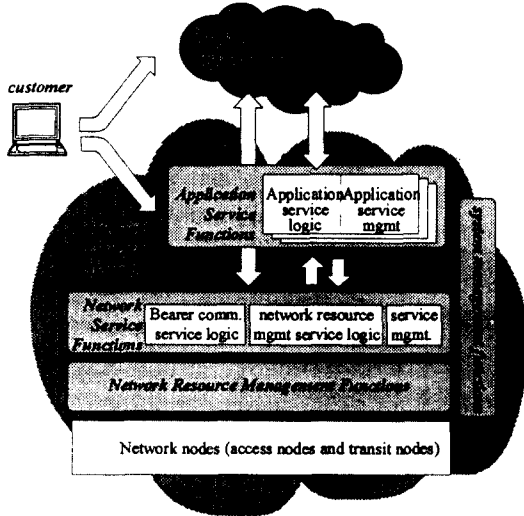 customer
Application
Service
Functions
Application
service
logic
Application
service
mgmt
Network
Service
Functions
Bearer comm.
service logic
network resource
mgmt service logic
service
mgmt.
Network Resource Management Functions
Network nodes (access nodes and transit nodes)